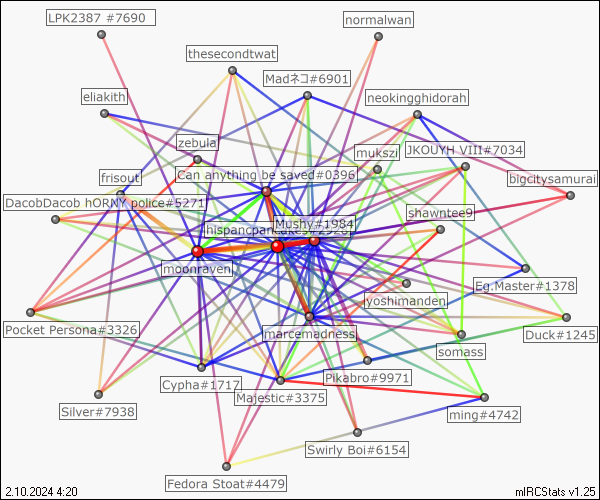 LPK2387 #7690
normalwan
thesecondtwat
Madネコ#6901
eliakith
neokingghidorah
zebula
mukszi
JKOUYH VIII#7034
frisout
Can anything be saved#0396
bigcitysamurai
DacobDacob hORNY police#5271
shawntee9
Mushy#1984
moonraven
yoshimanden
Eg.Master#1378
Pocket Persona#3326
marcemadness
Duck#1245
somass
Cypha#1717
Pikabro#9971
Majestic#3375
Silver#7938
ming#4742
Swirly Boi#6154
Fedora Stoat#4479
2.10.2024 4:20
mIRCStats v1.25